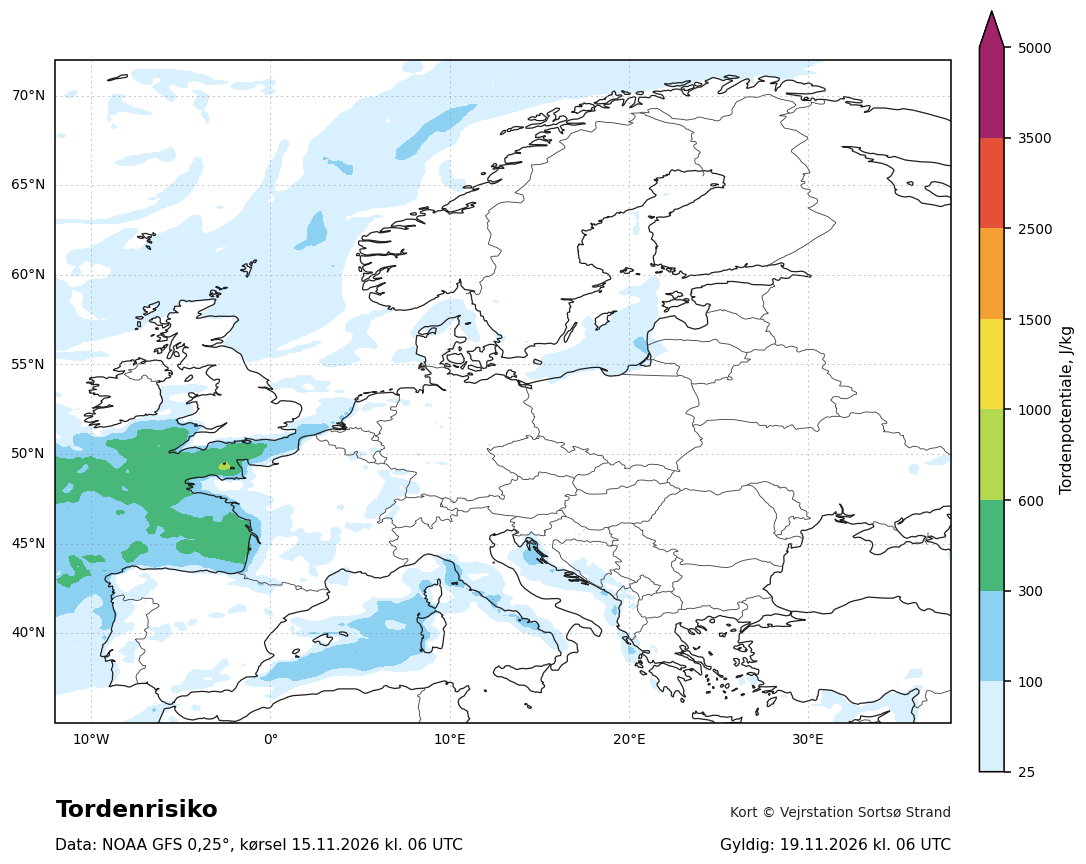 5000
3500
2500
1500
1000
600
300
100
25
Tordenpotentiale, J/kg
70°N
65°N
60°N
55°N
50°N
45°N
40°N
10°W
0°
10°E
20°E
30°E
Tordenrisiko
Kort © Vejrstation Sortsø Strand
Data: NOAA GFS 0,25°, kørsel 15.11.2026 kl. 06 UTC
Gyldig: 19.11.2026 kl. 06 UTC